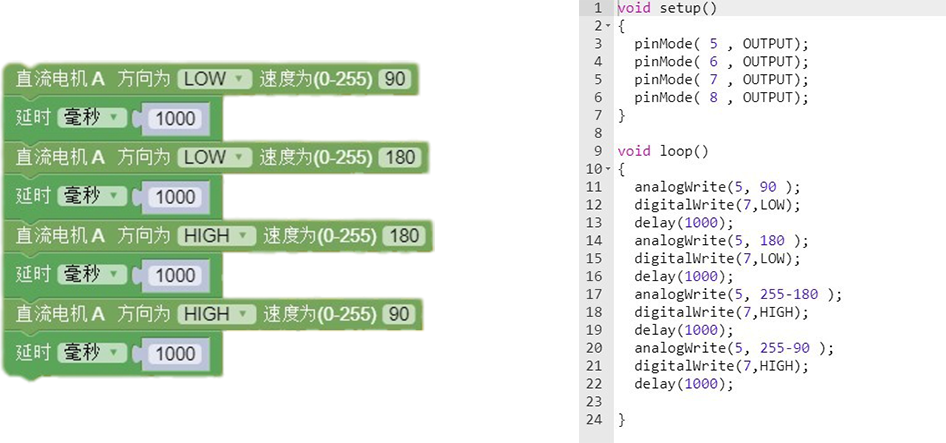 直流电机A 方向为 LOW 速度为(0-255) 90
延时 毫秒 1000
直流电机A 方向为 LOW 速度为(0-255) 180
延时 毫秒 1000
直流电机A 方向为 HIGH 速度为(0-255) 180
延时 毫秒 1000
直流电机A 方向为 HIGH 速度为(0-255) 90
延时 毫秒 1000
1 void setup()
2 {
3 pinMode( 5 , OUTPUT);
4 pinMode( 6 , OUTPUT);
5 pinMode( 7 , OUTPUT);
6 pinMode( 8 , OUTPUT);
7 }
8
9 void loop()
10 {
11 analogWrite(5, 90 );
12 digitalWrite(7,LOW);
13 delay(1000);
14 analogWrite(5, 180 );
15 digitalWrite(7,LOW);
16 delay(1000);
17 analogWrite(5, 255-180 );
18 digitalWrite(7,HIGH);
19 delay(1000);
20 analogWrite(5, 255-90 );
21 digitalWrite(7,HIGH);
22 delay(1000);
23
24 }